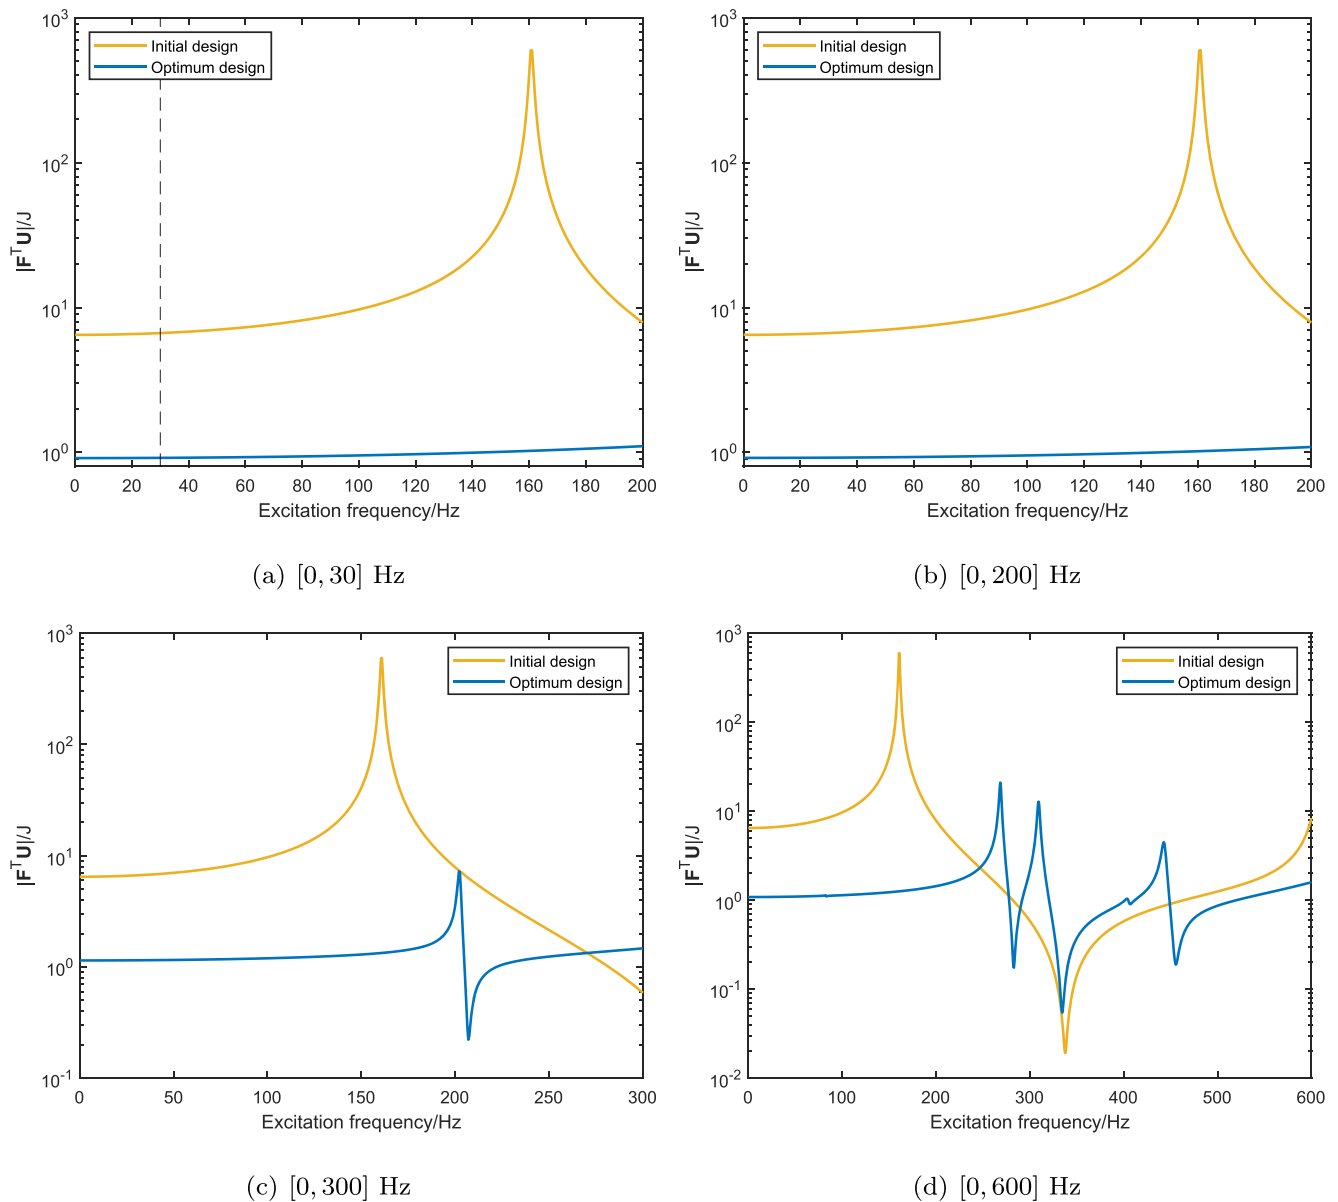 Initial design
Optimum design
10^3
10^2
10^1
10^0
|F^T U|/J
0 20 40 60 80 100 120 140 160 180 200
Excitation frequency/Hz
(a) [0, 30] Hz
Initial design
Optimum design
10^3
10^2
10^1
10^0
|F^T U|/J
0 20 40 60 80 100 120 140 160 180 200
Excitation frequency/Hz
(b) [0, 200] Hz
Initial design
Optimum design
10^3
10^2
10^1
10^0
10^-1
|F^T U|/J
0 50 100 150 200 250 300
Excitation frequency/Hz
(c) [0, 300] Hz
Initial design
Optimum design
10^3
10^2
10^1
10^0
10^-1
10^-2
|F^T U|/J
0 100 200 300 400 500 600
Excitation frequency/Hz
(d) [0, 600] Hz